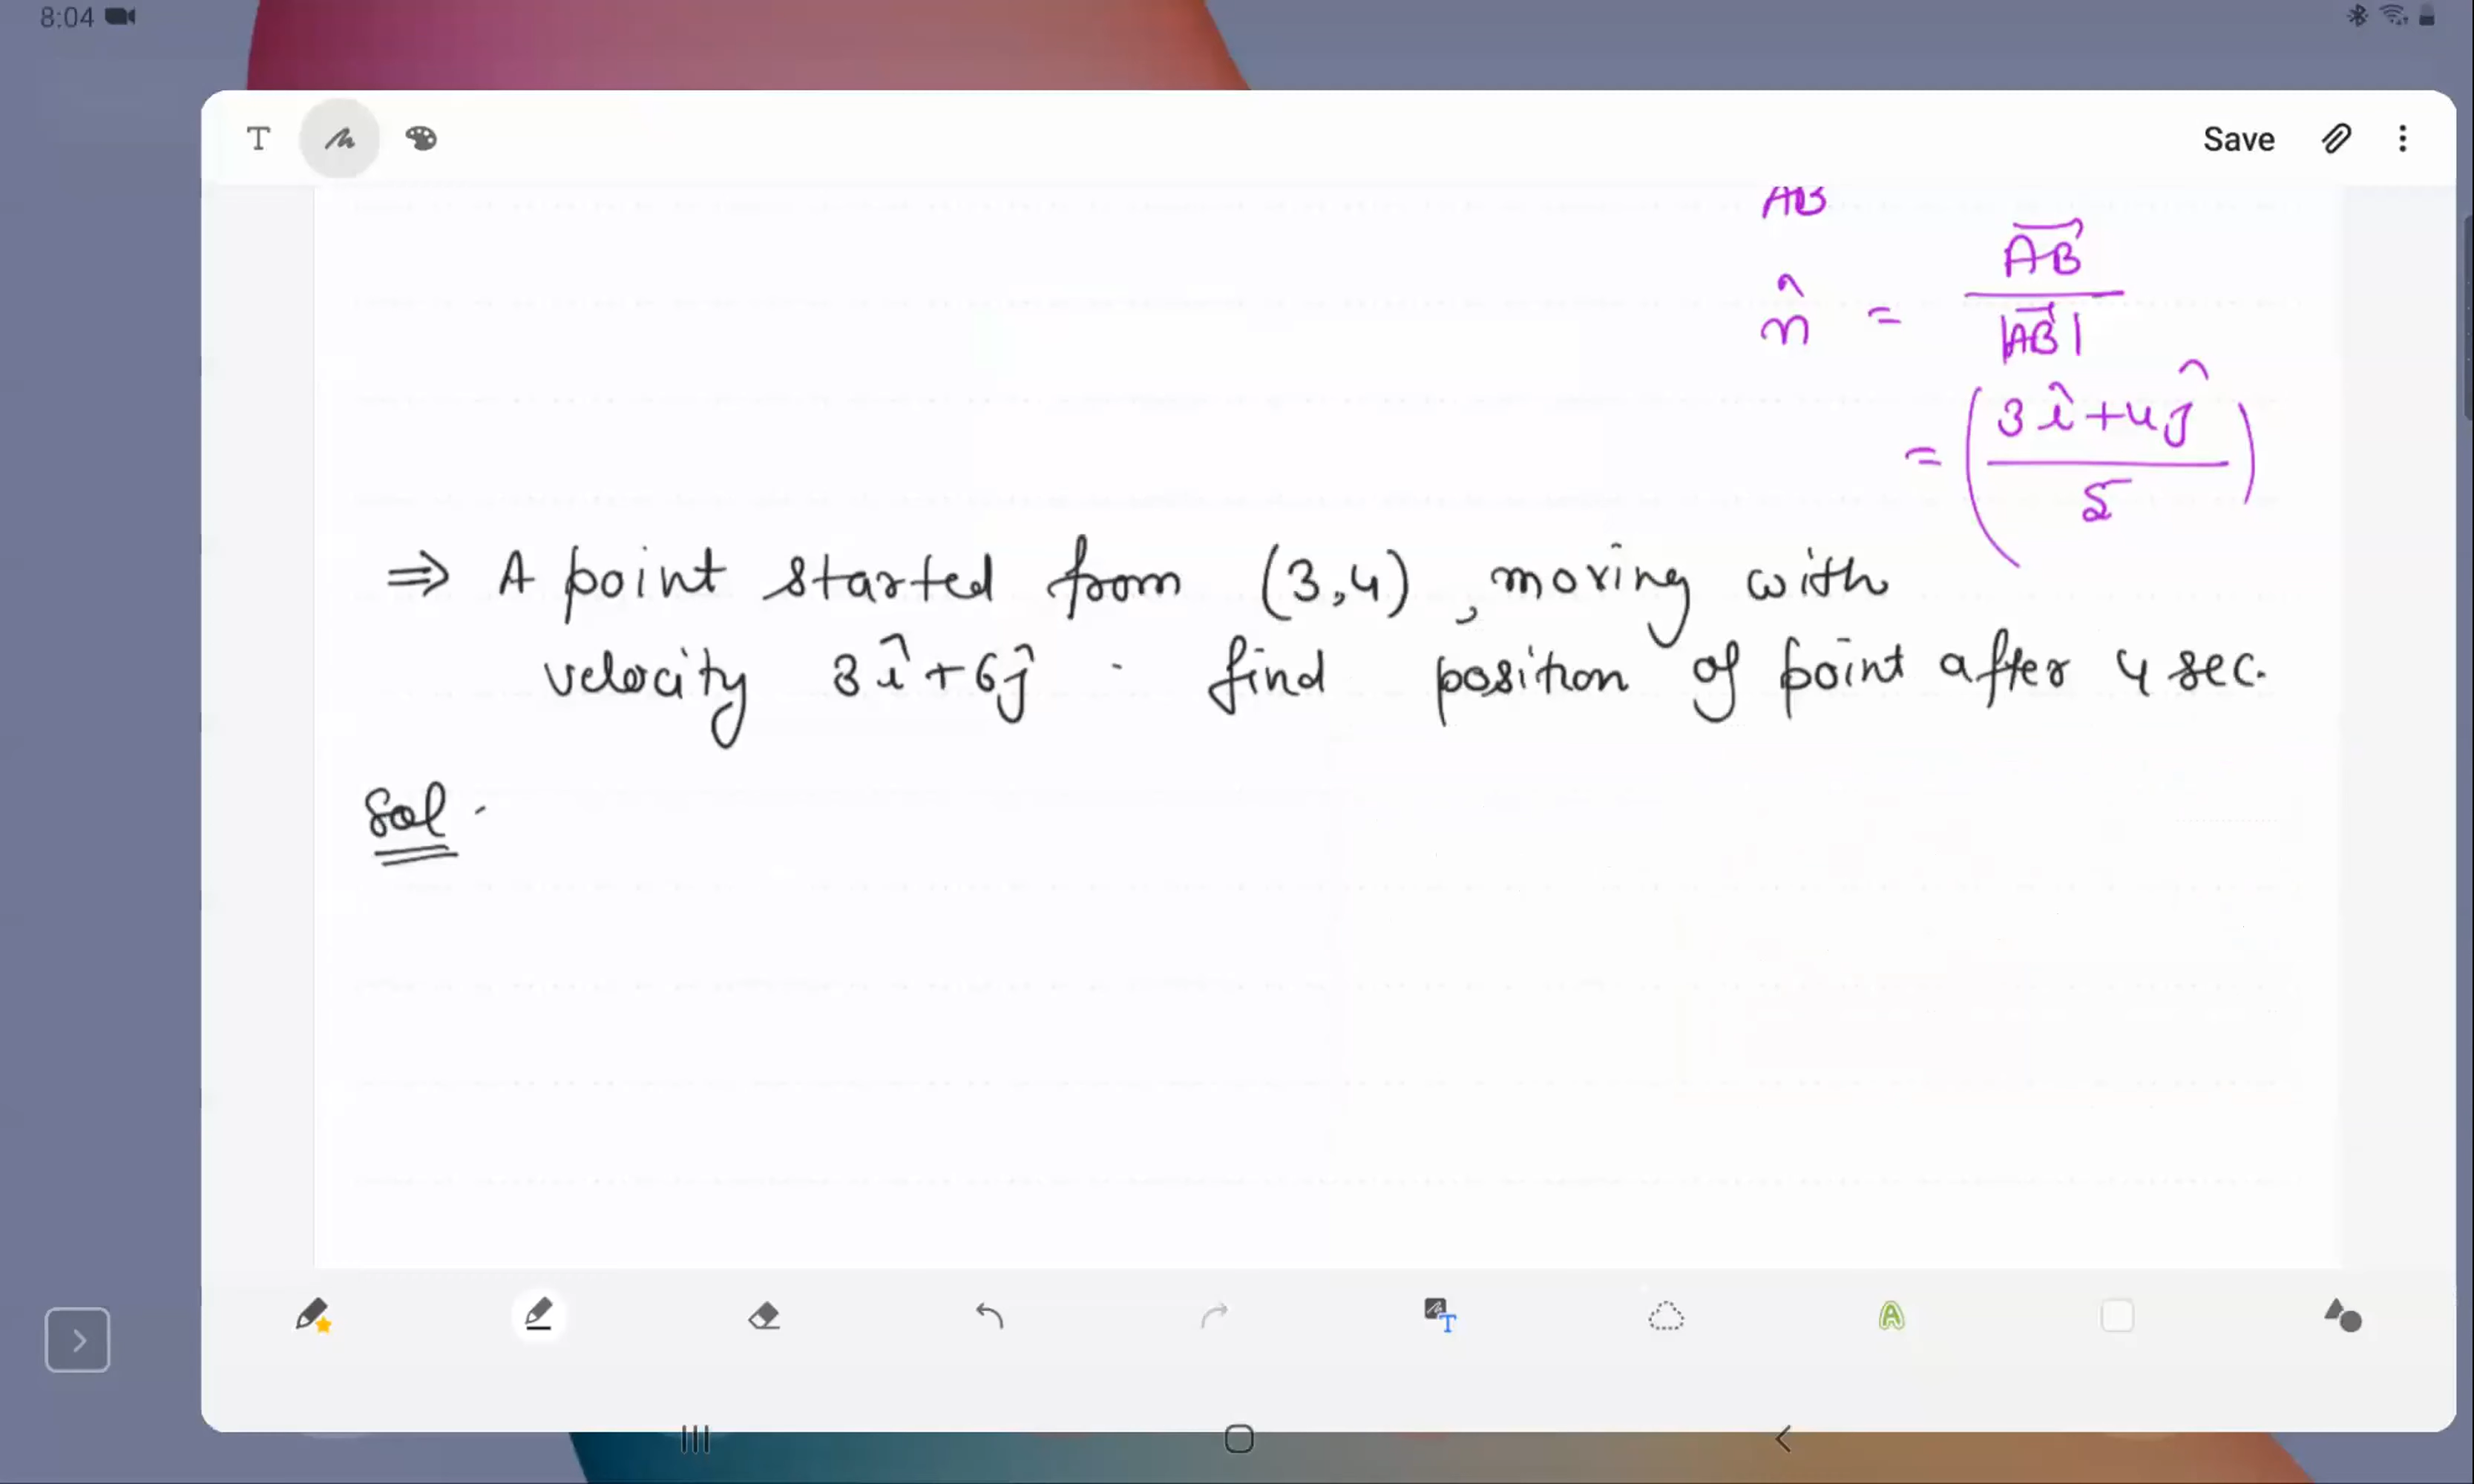 8:04
T
Save
AB
n̂ = AB⃗ / |AB⃗|
= (3î+4ĵ / 5)
⇒ A point started from (3,4), moving with
velocity 3î+6ĵ . find position of point after 4 sec.
Sol.